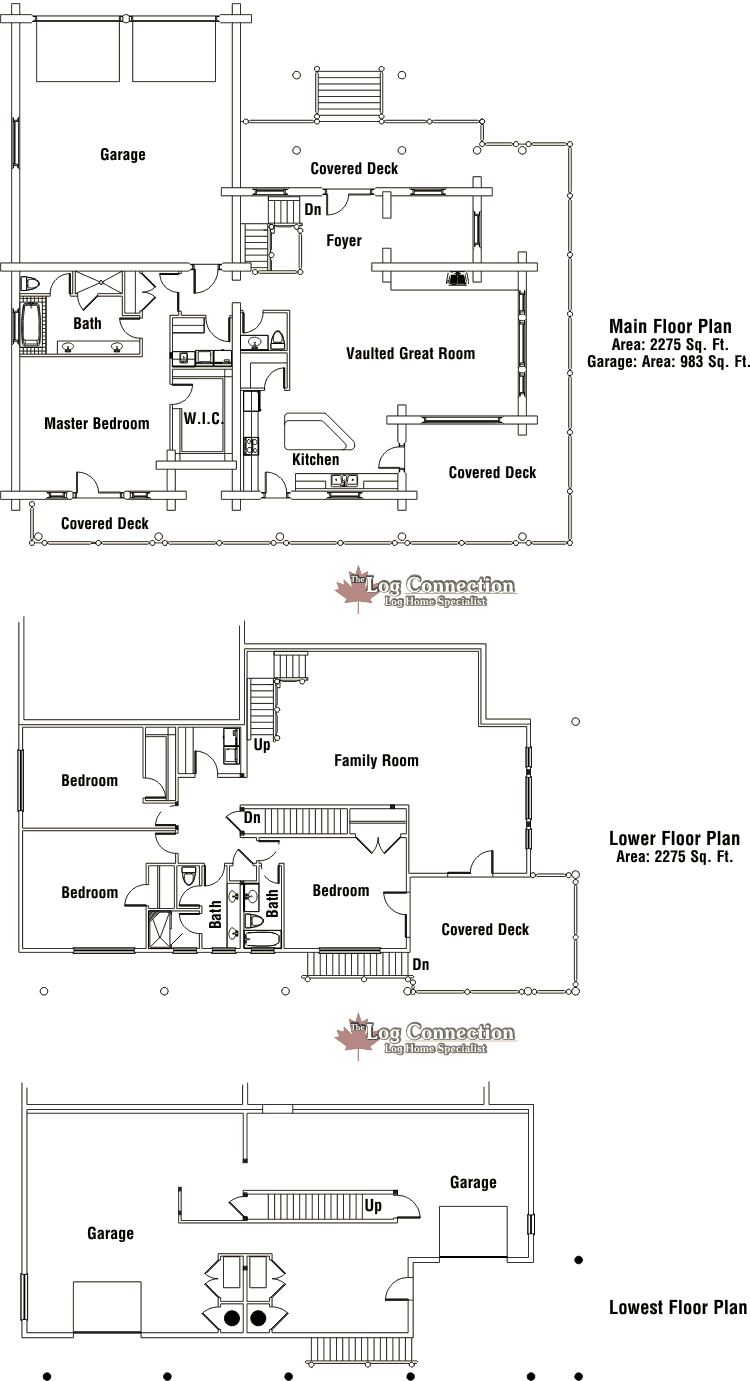 Garage
Covered Deck
Dn
Foyer
Bath
Vaulted Great Room
Master Bedroom
W.I.C.
Kitchen
Covered Deck
Covered Deck
Main Floor Plan
Area: 2275 Sq. Ft.
Garage: Area: 983 Sq. Ft.
The Log Connection
Log Home Specialist
Up
Family Room
Bedroom
Dn
Bedroom
Bath
Bath
Bedroom
Covered Deck
Dn
Lower Floor Plan
Area: 2275 Sq. Ft.
The Log Connection
Log Home Specialist
Garage
Up
Garage
Lowest Floor Plan